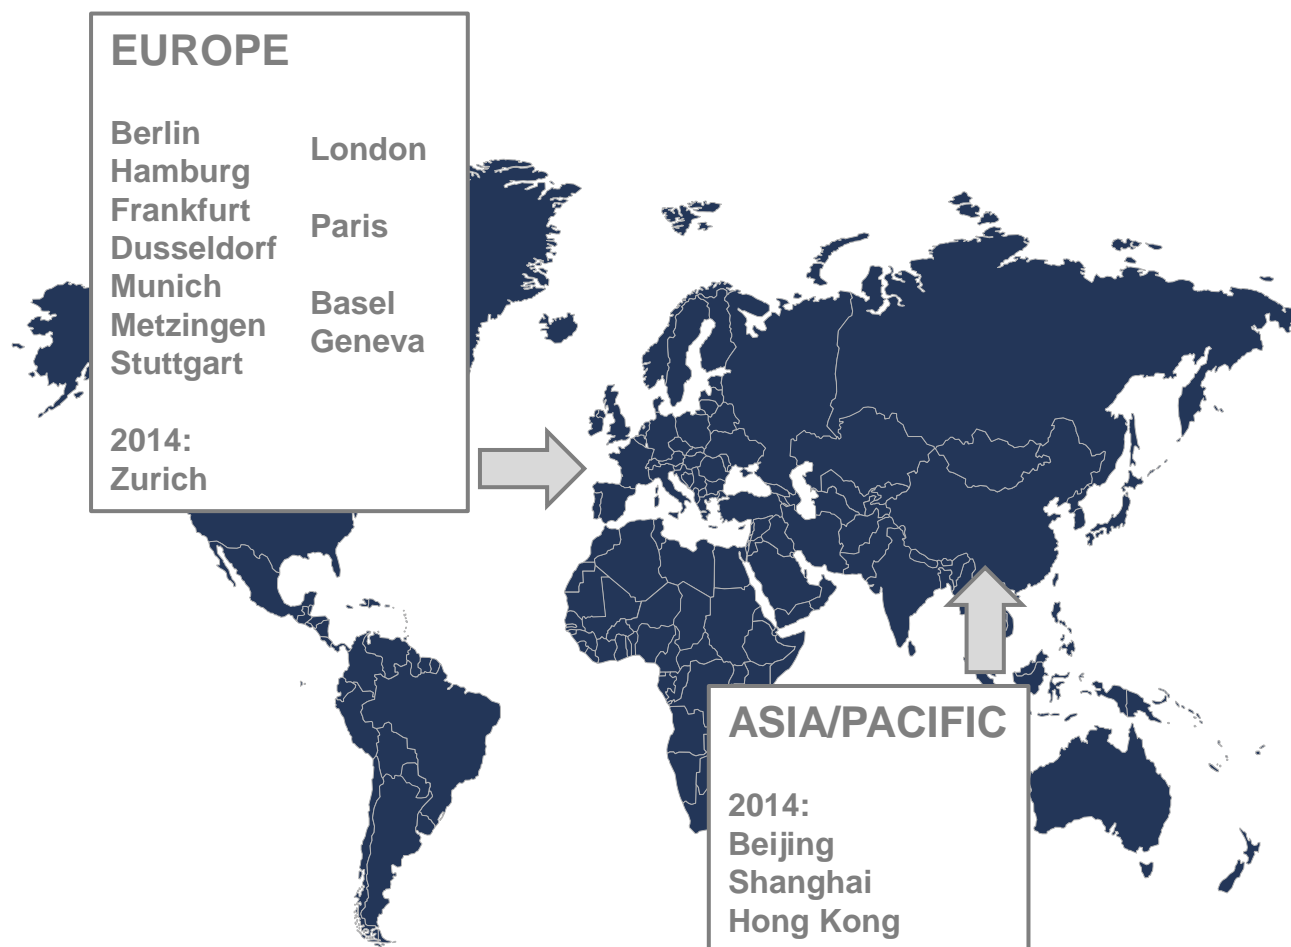 EUROPE
Berlin
Hamburg
Frankfurt
Dusseldorf
Munich
Metzingen
Stuttgart
London
Paris
Basel
Geneva
2014:
Zurich
ASIA/PACIFIC
2014:
Beijing
Shanghai
Hong Kong